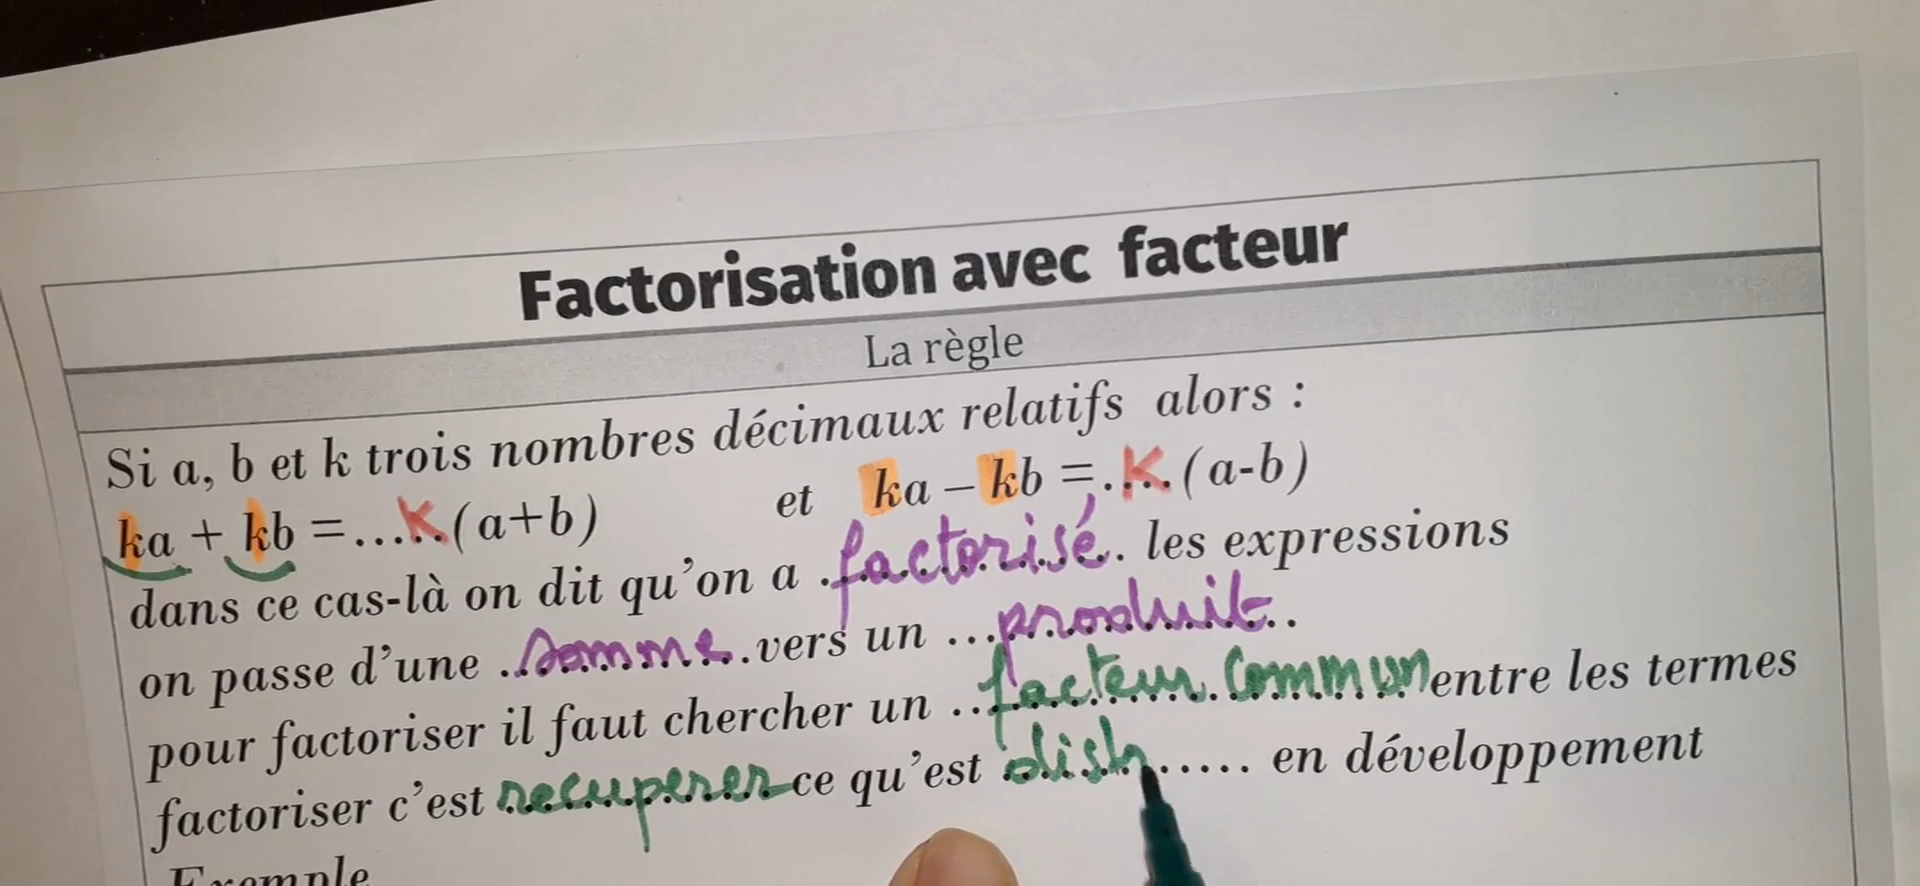 Factorisation avec facteur
La règle
Si a, b et k trois nombres décimaux relatifs alors :
ka + kb =...K.(a+b) et ka – kb =...K.(a-b)
dans ce cas-là on dit qu'on a .factorisé. les expressions
on passe d'une .somme.vers un ...produit..
pour factoriser il faut chercher un ..facteur commun entre les termes
factoriser c'est recuperer ce qu'est distr..... en développement
Exemple